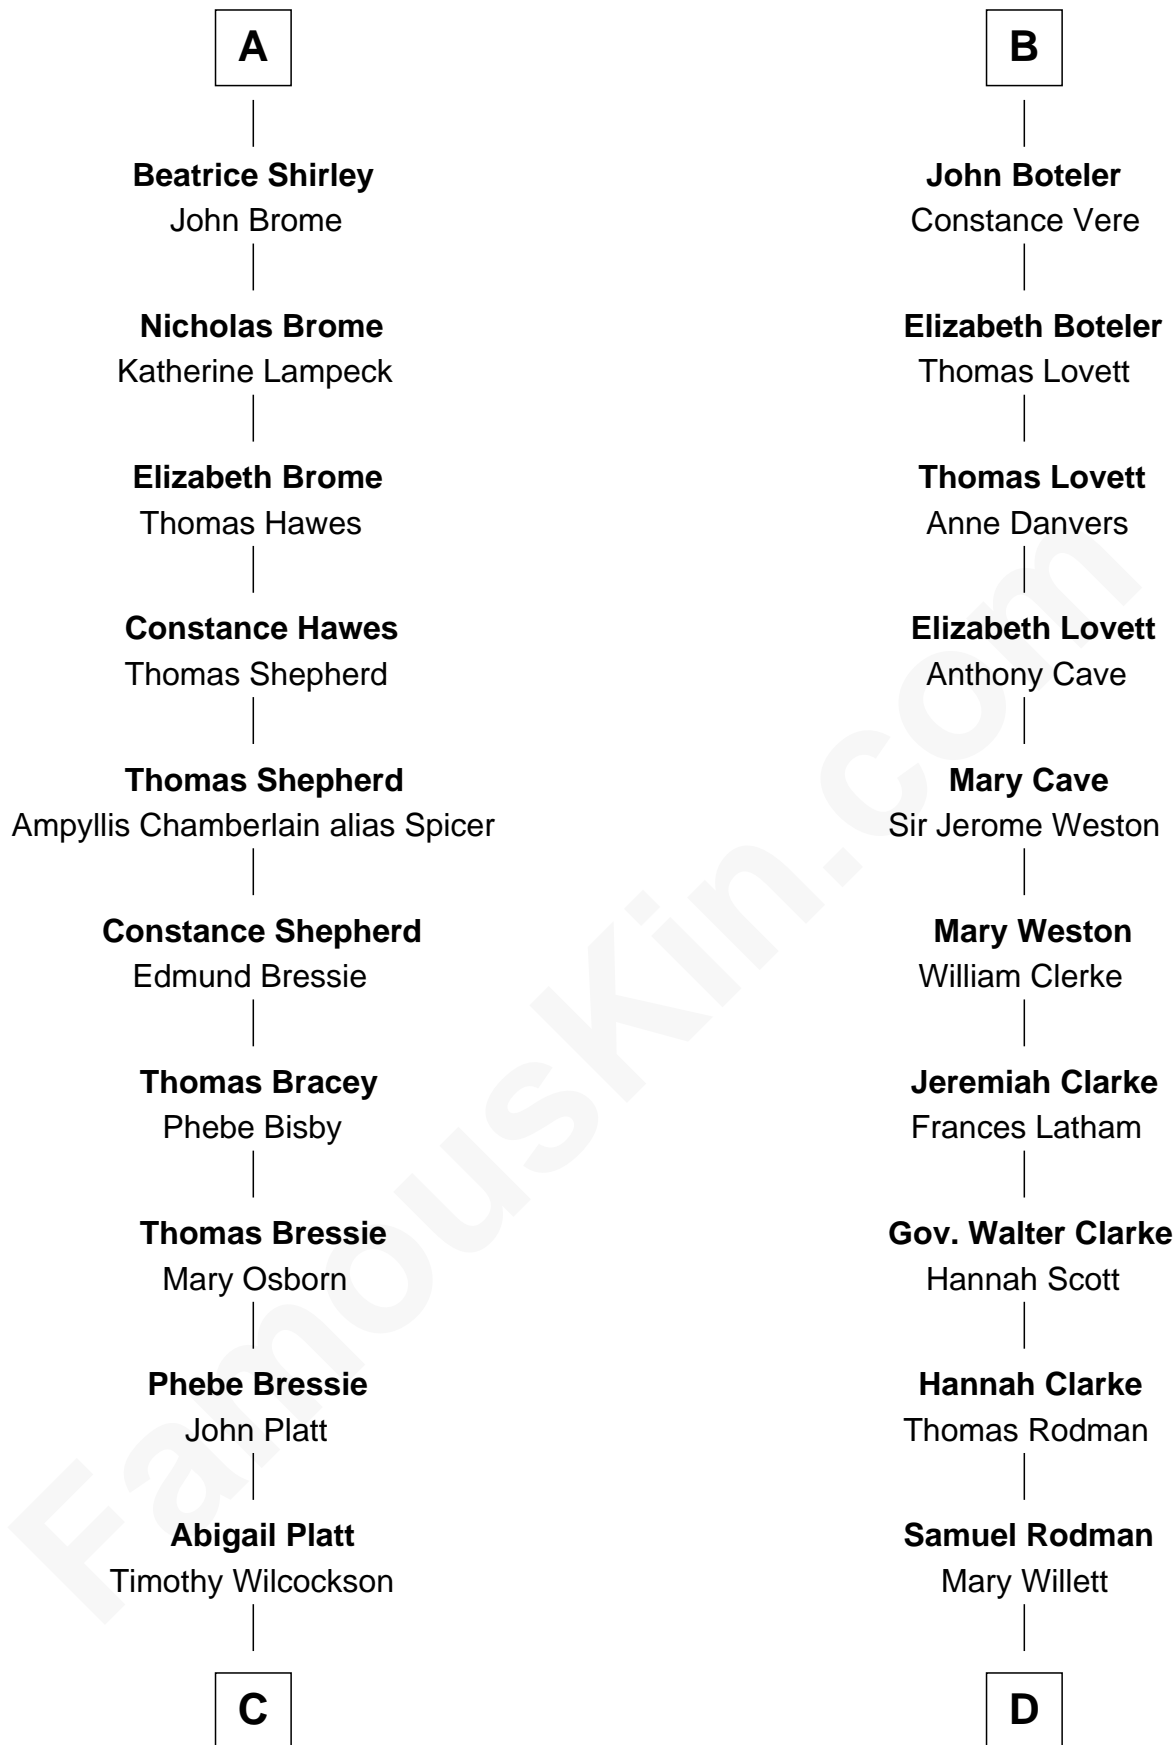 A
Beatrice Shirley
John Brome
Nicholas Brome
Katherine Lampeck
Elizabeth Brome
Thomas Hawes
Constance Hawes
Thomas Shepherd
Thomas Shepherd
Ampyllis Chamberlain alias Spicer
Constance Shepherd
Edmund Bressie
Thomas Bracey
Phebe Bisby
Thomas Bressie
Mary Osborn
Phebe Bressie
John Platt
Abigail Platt
Timothy Wilcockson
C
B
John Boteler
Constance Vere
Elizabeth Boteler
Thomas Lovett
Thomas Lovett
Anne Danvers
Elizabeth Lovett
Anthony Cave
Mary Cave
Sir Jerome Weston
Mary Weston
William Clerke
Jeremiah Clarke
Frances Latham
Gov. Walter Clarke
Hannah Scott
Hannah Clarke
Thomas Rodman
Samuel Rodman
Mary Willett
D
FamousKin.com